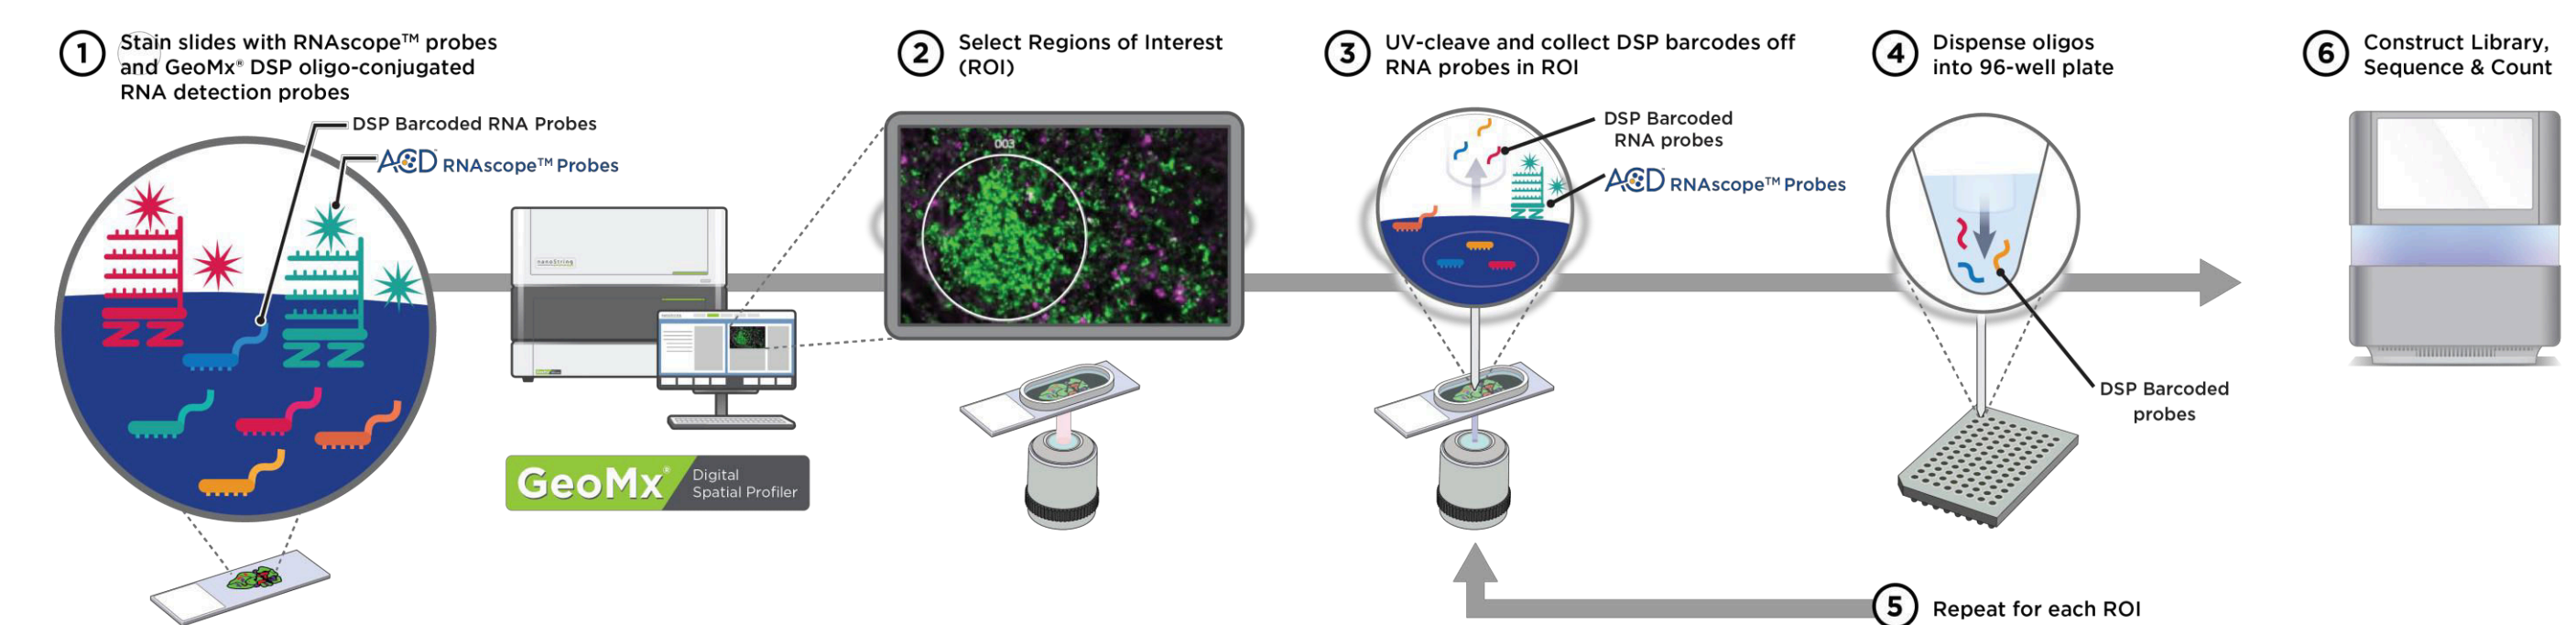 1
Stain slides with RNAscope™ probes
and GeoMx® DSP oligo-conjugated
RNA detection probes
DSP Barcoded RNA Probes
ACD RNAscope™ Probes
nanoString
GeoMx® Digital
Spatial Profiler
2
Select Regions of Interest
(ROI)
003
3
UV-cleave and collect DSP barcodes off
RNA probes in ROI
DSP Barcoded
RNA probes
ACD RNAscope™ Probes
4
Dispense oligos
into 96-well plate
DSP Barcoded
probes
5
Repeat for each ROI
6
Construct Library,
Sequence & Count